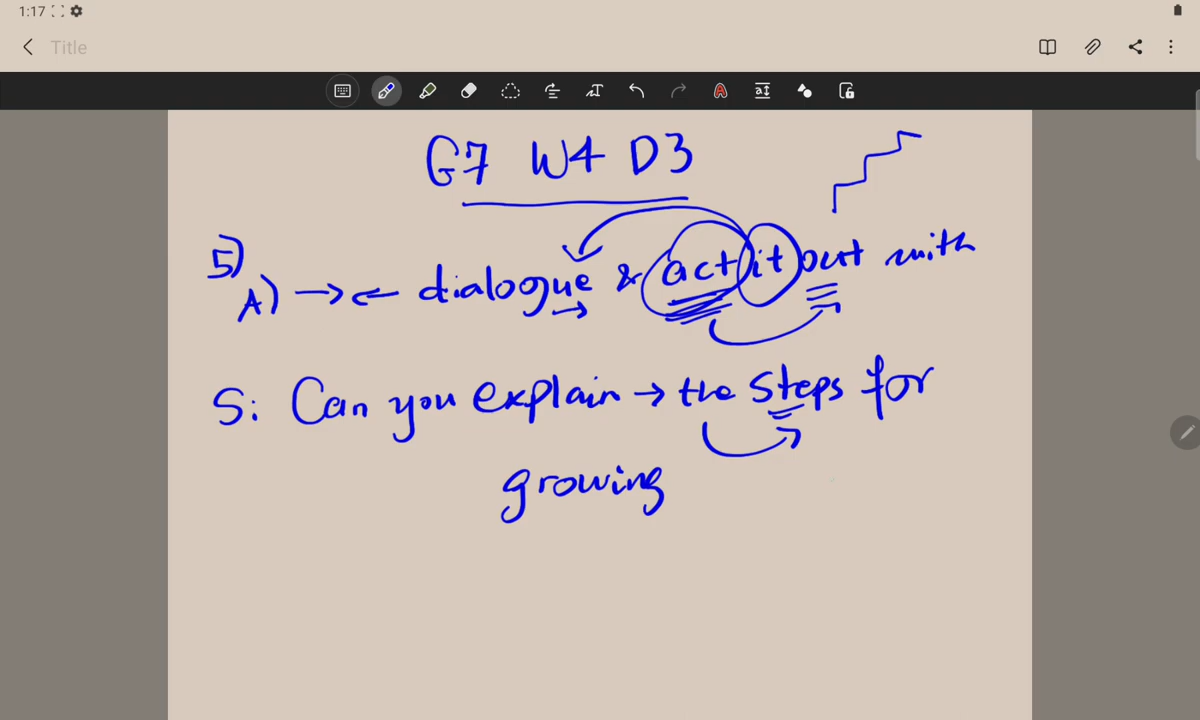 1:17
Title
G7 W4 D3
5)
A) →← dialogue & act it out with
S: Can you explain → the steps for
growing